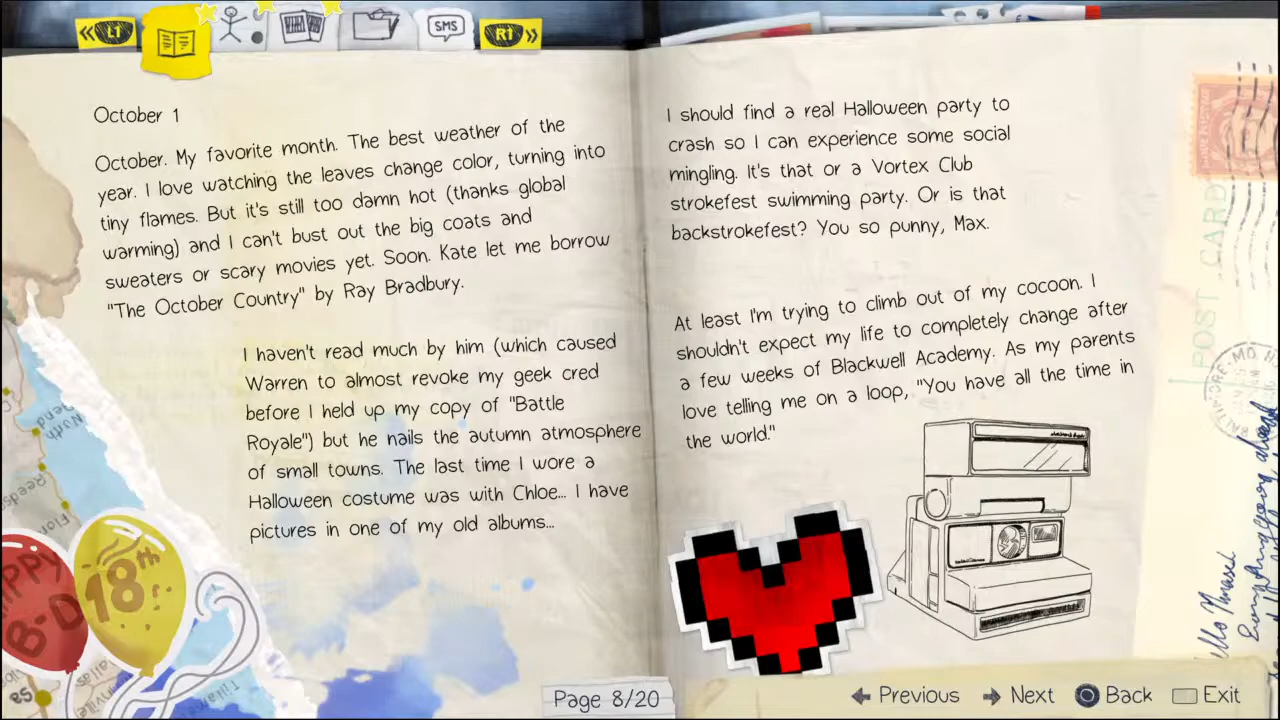 L1
SMS
R1
October 1
October. My favorite month. The best weather of the
year. I love watching the leaves change color, turning into
tiny flames. But it's still too damn hot (thanks global
warming) and I can't bust out the big coats and
sweaters or scary movies yet. Soon. Kate let me borrow
"The October Country" by Ray Bradbury.
I haven't read much by him (which caused
Warren to almost revoke my geek cred
before I held up my copy of "Battle
Royale") but he nails the autumn atmosphere
of small towns. The last time I wore a
Halloween costume was with Chloe... I have
pictures in one of my old albums...
I should find a real Halloween party to
crash so I can experience some social
mingling. It's that or a Vortex Club
strokefest swimming party. Or is that
backstrokefest? You so punny, Max.
At least I'm trying to climb out of my cocoon. I
shouldn't expect my life to completely change after
a few weeks of Blackwell Academy. As my parents
love telling me on a loop, "You have all the time in
the world."
18th
POST CARD
North
Bend
Page 8/20
Previous
Next
Back
Exit